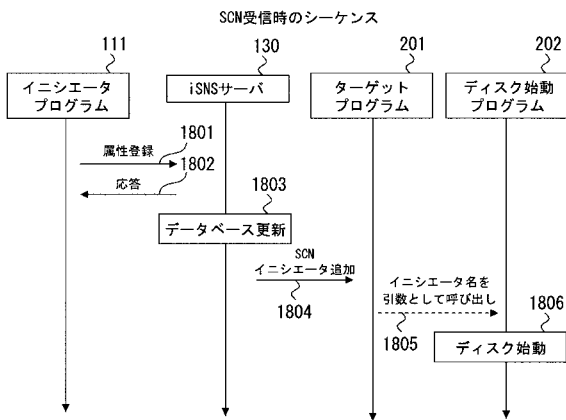 SCN受信時のシーケンス
111
130
201
202
イニシエータ
プログラム
iSNSサーバ
ターゲット
プログラム
ディスク始動
プログラム
属性登録
1801
応答
1802
1803
データベース更新
SCN
イニシエータ追加
1804
イニシエータ名を
引数として呼び出し
1805
1806
ディスク始動